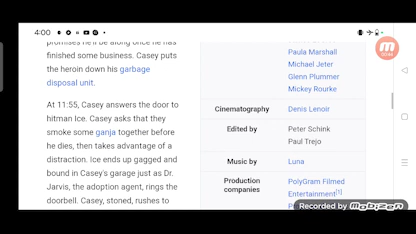 4:00
promises he'll be along once he has
finished some business. Casey puts
the heroin down his garbage
disposal unit.
At 11:55, Casey answers the door to
hitman Ice. Casey asks that they
smoke some ganja together before
he dies, then takes advantage of a
distraction. Ice ends up gagged and
bound in Casey's garage just as Dr.
Jarvis, the adoption agent, rings the
doorbell. Casey, stoned, rushes to
Paula Marshall
Michael Jeter
Glenn Plummer
Mickey Rourke
Cinematography Denis Lenoir
Edited by Peter Schink
Paul Trejo
Music by Luna
Production companies PolyGram Filmed
Entertainment[1]
Recorded by Mobizen